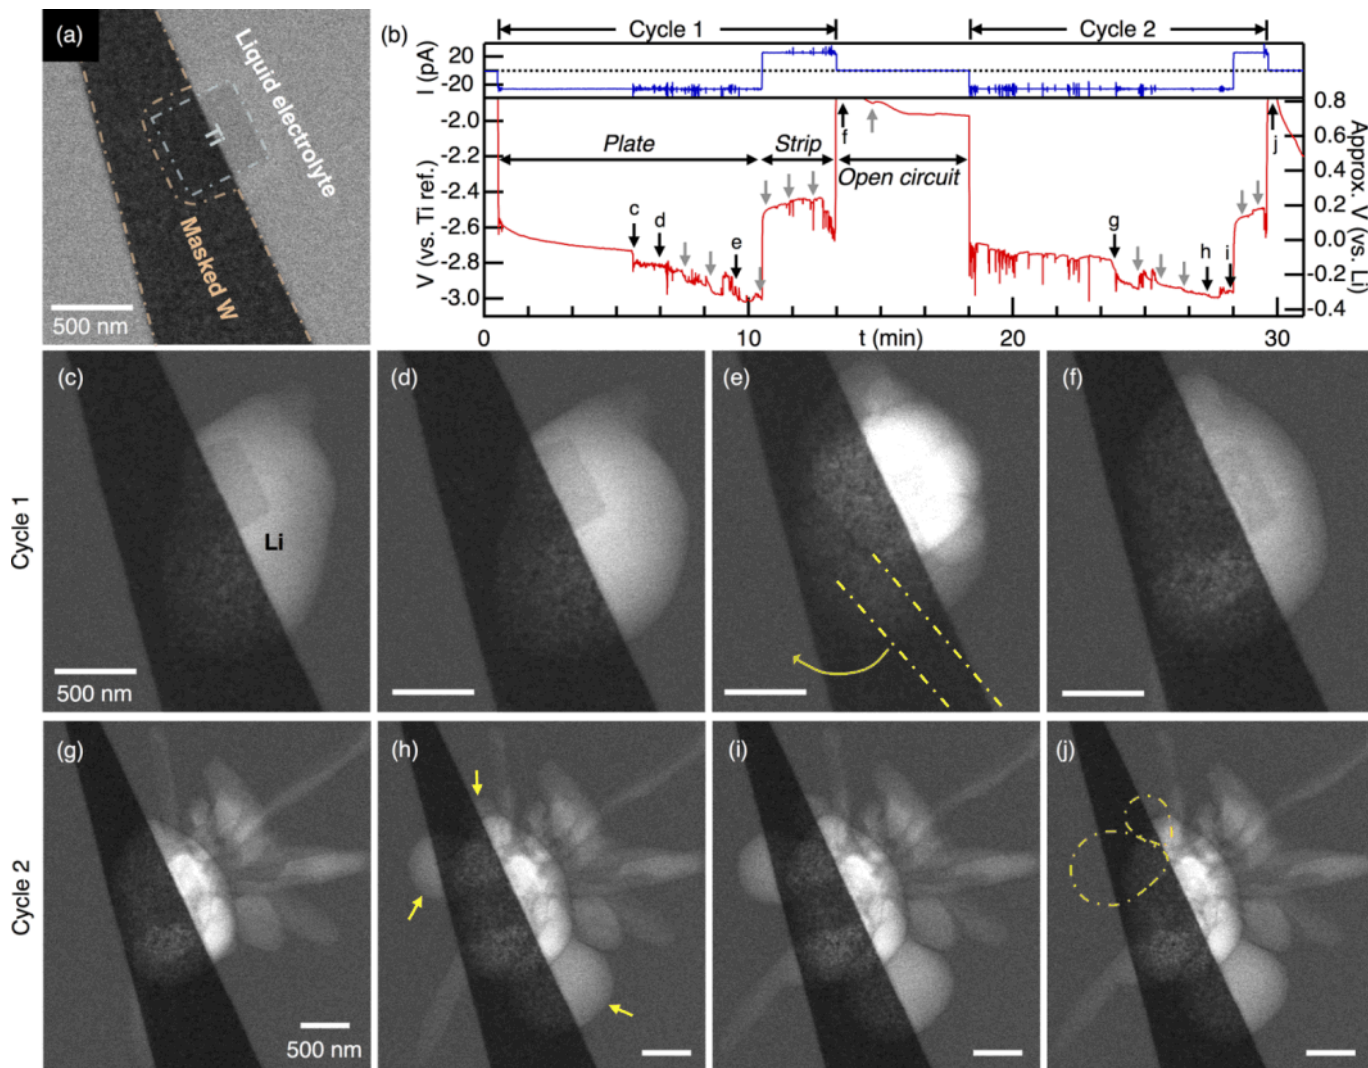 (a)
Liquid electrolyte
Ti
Masked W
500 nm
(b)
Cycle 1
Cycle 2
I (pA)
20
-20
V (vs. Ti ref.)
-2.0
-2.2
-2.4
-2.6
-2.8
-3.0
Approx. V (vs. Li)
0.8
0.6
0.4
0.2
0.0
-0.2
-0.4
Plate
Strip
Open circuit
c
d
e
f
g
h
i
j
0
10
20
30
t (min)
Cycle 1
(c)
Li
500 nm
(d)
(e)
(f)
Cycle 2
(g)
500 nm
(h)
(i)
(j)